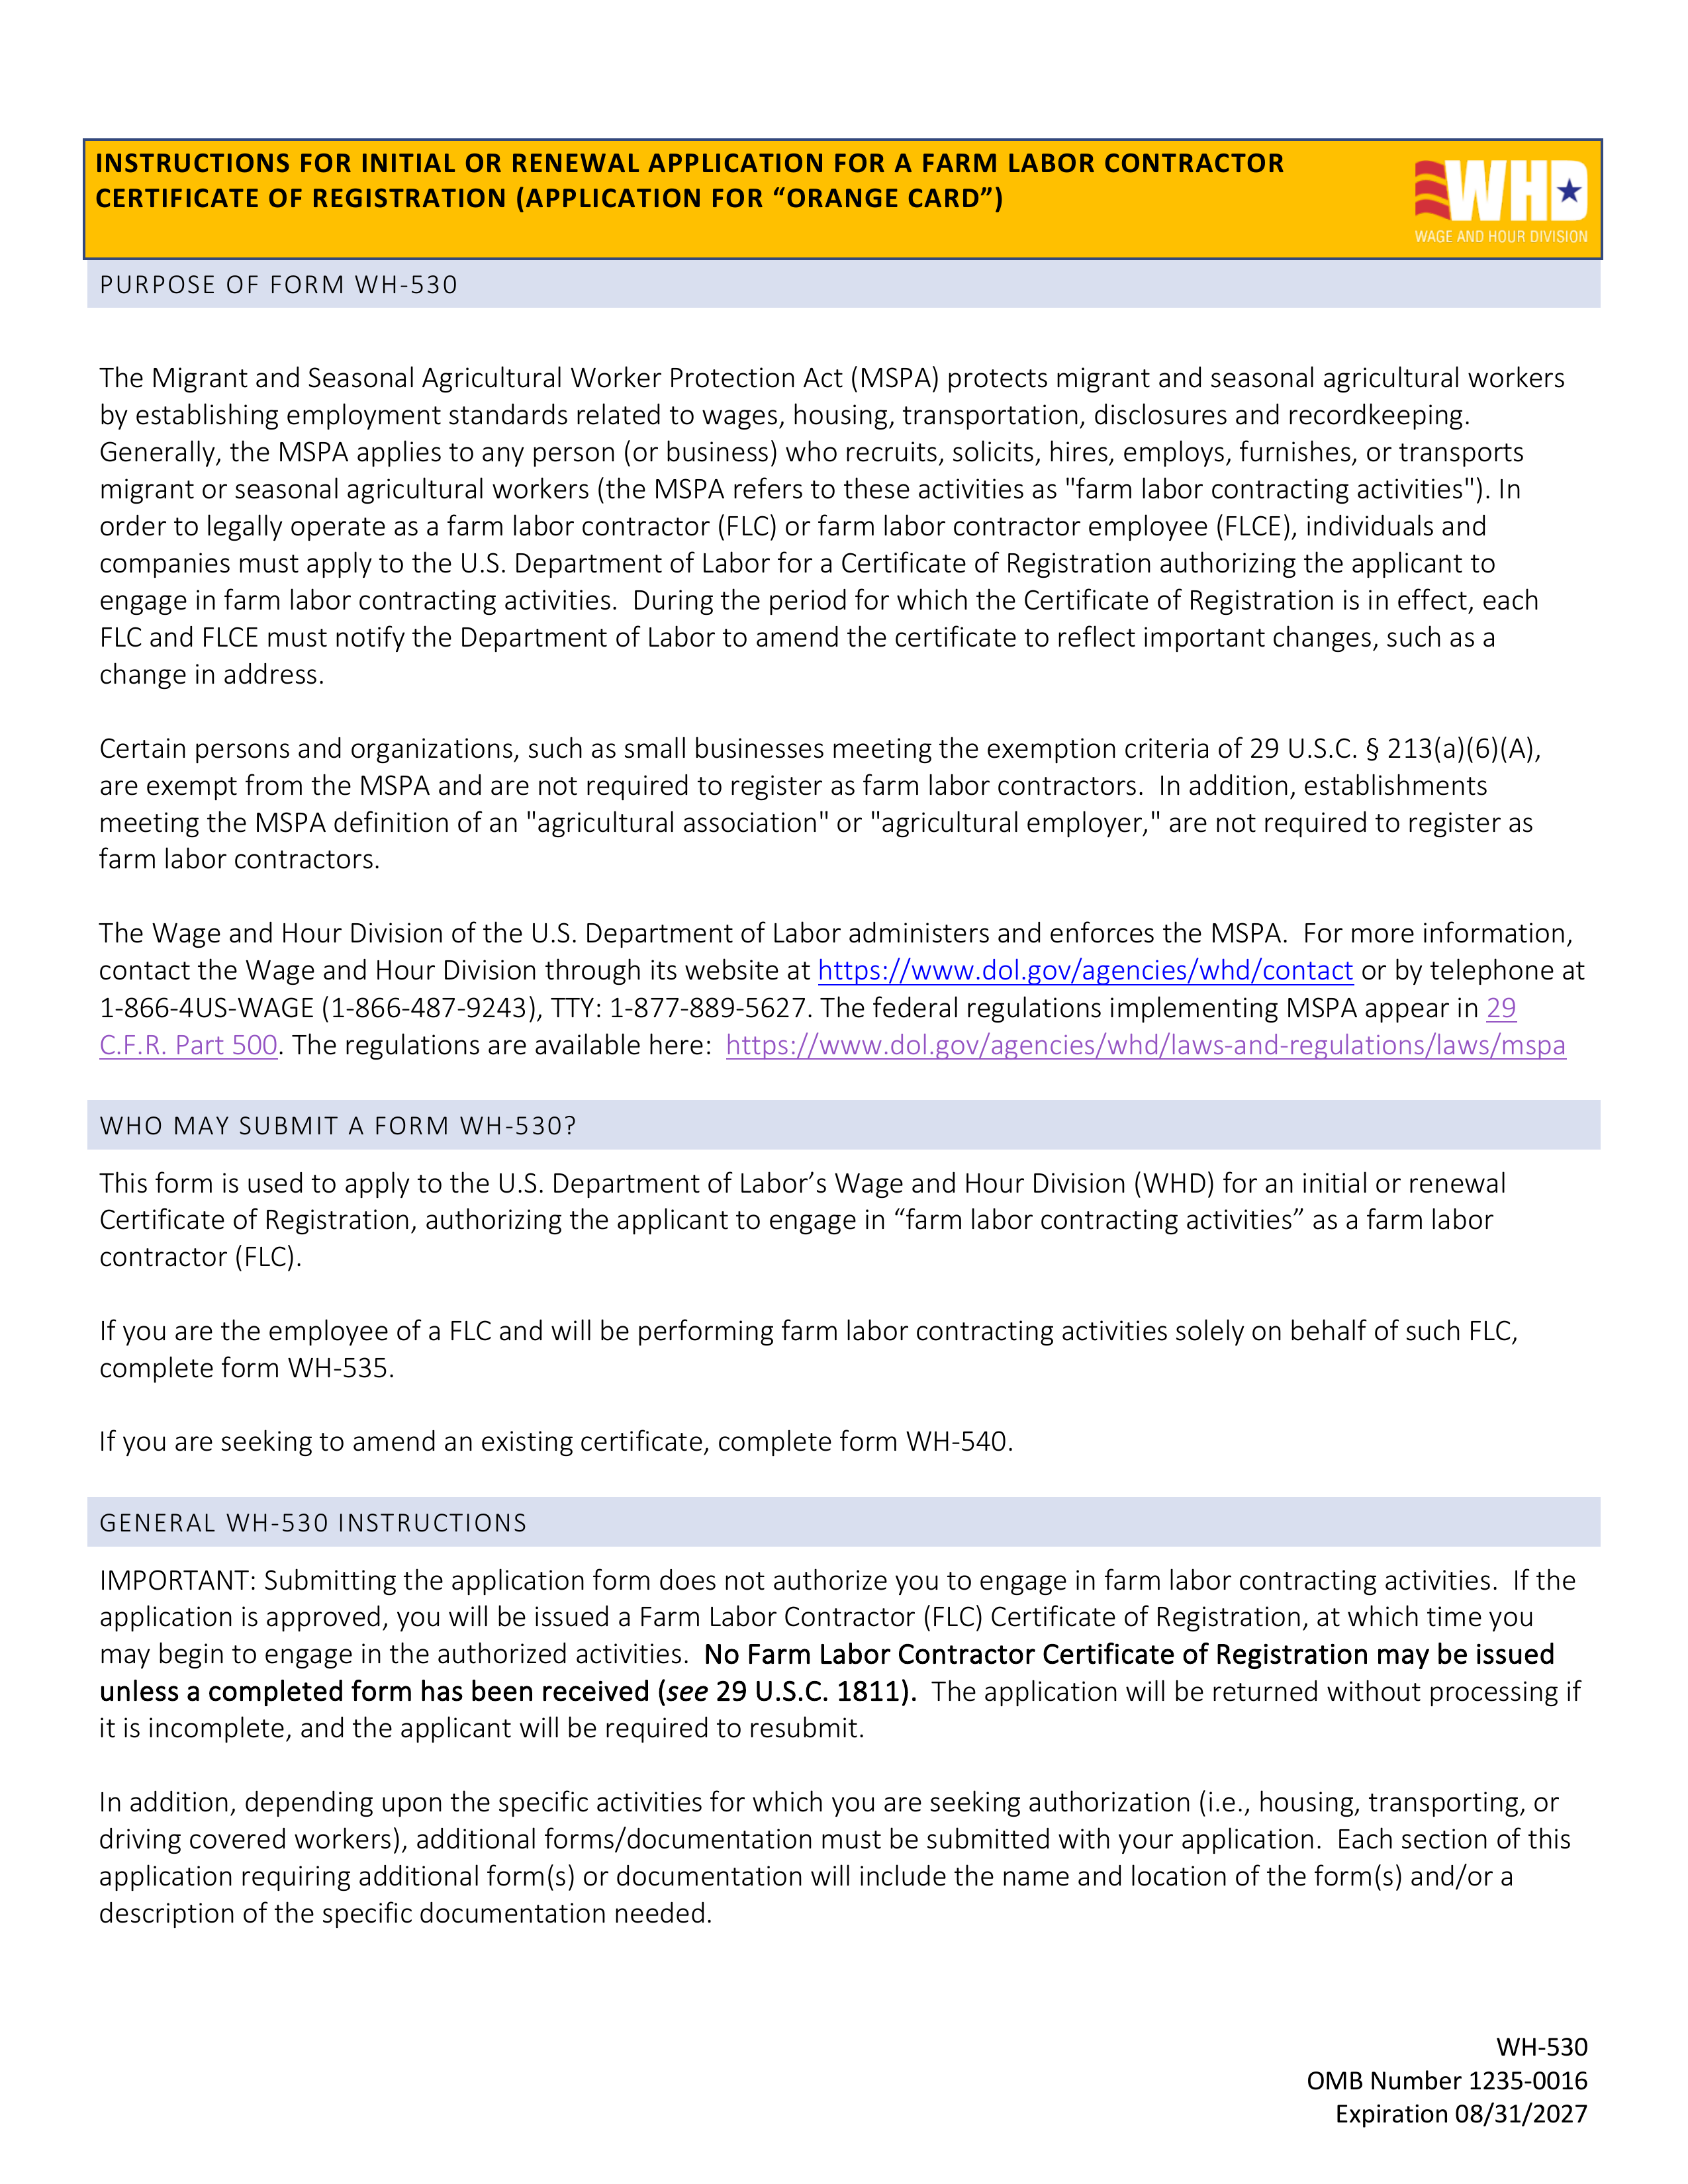 INSTRUCTIONS FOR INITIAL OR RENEWAL APPLICATION FOR A FARM LABOR CONTRACTOR
CERTIFICATE OF REGISTRATION (APPLICATION FOR “ORANGE CARD”)
WHD
WAGE AND HOUR DIVISION
PURPOSE OF FORM WH-530
The Migrant and Seasonal Agricultural Worker Protection Act (MSPA) protects migrant and seasonal agricultural workers
by establishing employment standards related to wages, housing, transportation, disclosures and recordkeeping.
Generally, the MSPA applies to any person (or business) who recruits, solicits, hires, employs, furnishes, or transports
migrant or seasonal agricultural workers (the MSPA refers to these activities as "farm labor contracting activities"). In
order to legally operate as a farm labor contractor (FLC) or farm labor contractor employee (FLCE), individuals and
companies must apply to the U.S. Department of Labor for a Certificate of Registration authorizing the applicant to
engage in farm labor contracting activities.  During the period for which the Certificate of Registration is in effect, each
FLC and FLCE must notify the Department of Labor to amend the certificate to reflect important changes, such as a
change in address.
Certain persons and organizations, such as small businesses meeting the exemption criteria of 29 U.S.C. § 213(a)(6)(A),
are exempt from the MSPA and are not required to register as farm labor contractors.  In addition, establishments
meeting the MSPA definition of an "agricultural association" or "agricultural employer," are not required to register as
farm labor contractors.
The Wage and Hour Division of the U.S. Department of Labor administers and enforces the MSPA.  For more information,
contact the Wage and Hour Division through its website at https://www.dol.gov/agencies/whd/contact or by telephone at
1-866-4US-WAGE (1-866-487-9243), TTY: 1-877-889-5627. The federal regulations implementing MSPA appear in 29
C.F.R. Part 500. The regulations are available here:  https://www.dol.gov/agencies/whd/laws-and-regulations/laws/mspa
WHO MAY SUBMIT A FORM WH-530?
This form is used to apply to the U.S. Department of Labor’s Wage and Hour Division (WHD) for an initial or renewal
Certificate of Registration, authorizing the applicant to engage in “farm labor contracting activities” as a farm labor
contractor (FLC).
If you are the employee of a FLC and will be performing farm labor contracting activities solely on behalf of such FLC,
complete form WH-535.
If you are seeking to amend an existing certificate, complete form WH-540.
GENERAL WH-530 INSTRUCTIONS
IMPORTANT: Submitting the application form does not authorize you to engage in farm labor contracting activities.  If the
application is approved, you will be issued a Farm Labor Contractor (FLC) Certificate of Registration, at which time you
may begin to engage in the authorized activities.  No Farm Labor Contractor Certificate of Registration may be issued
unless a completed form has been received (see 29 U.S.C. 1811).  The application will be returned without processing if
it is incomplete, and the applicant will be required to resubmit.
In addition, depending upon the specific activities for which you are seeking authorization (i.e., housing, transporting, or
driving covered workers), additional forms/documentation must be submitted with your application.  Each section of this
application requiring additional form(s) or documentation will include the name and location of the form(s) and/or a
description of the specific documentation needed.
WH-530
OMB Number 1235-0016
Expiration 08/31/2027